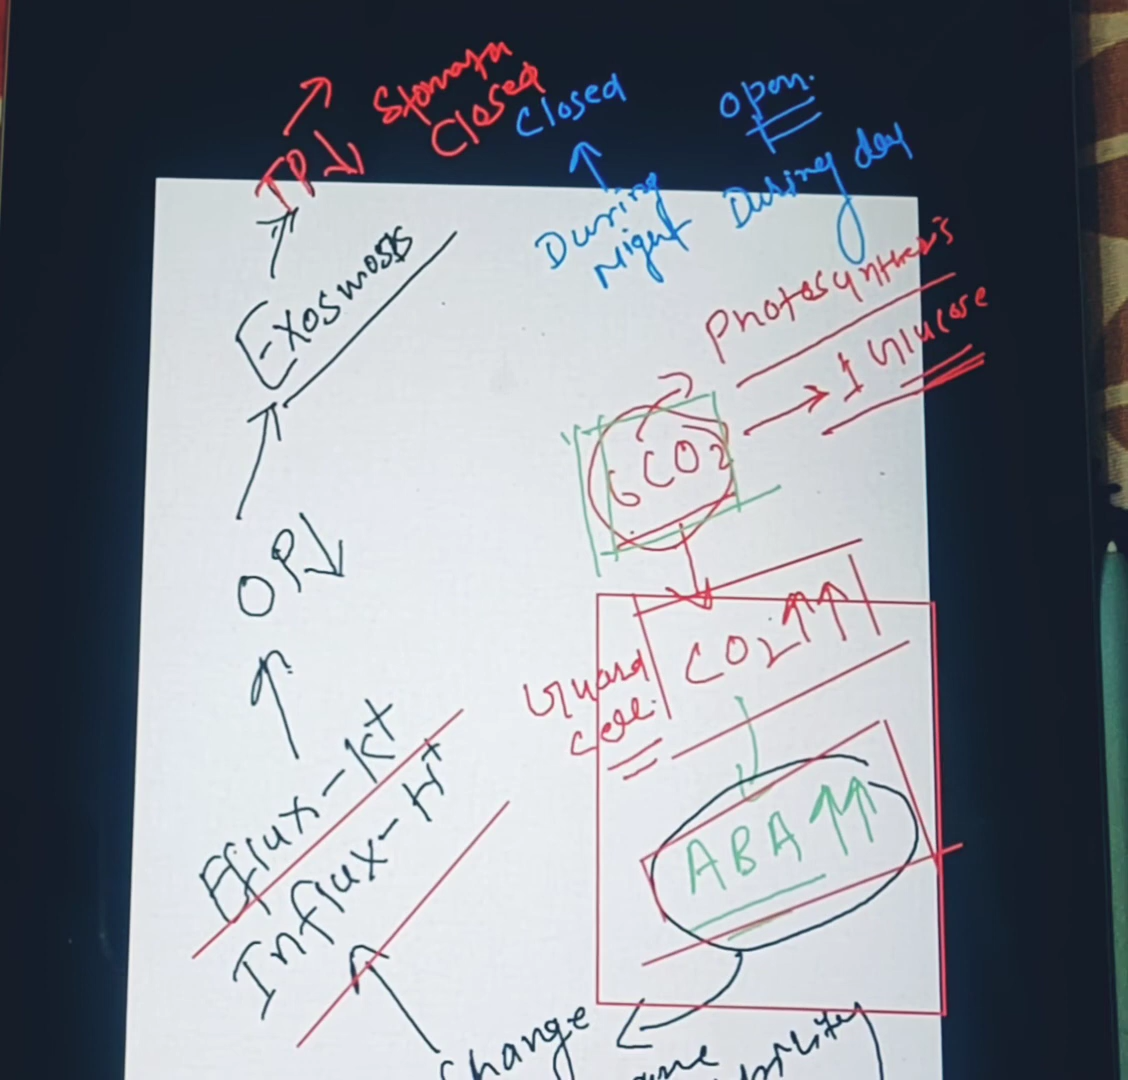 Stomata
Closed
TP↓
Closed
During
Night
Open.
During day
Exosmosis
Photosynthesis
6CO2 → 1 Glucose
OP↓
Guard
Cell.
CO2↑↑
ABA↑↑
Efflux-K+
Influx-H+
Change